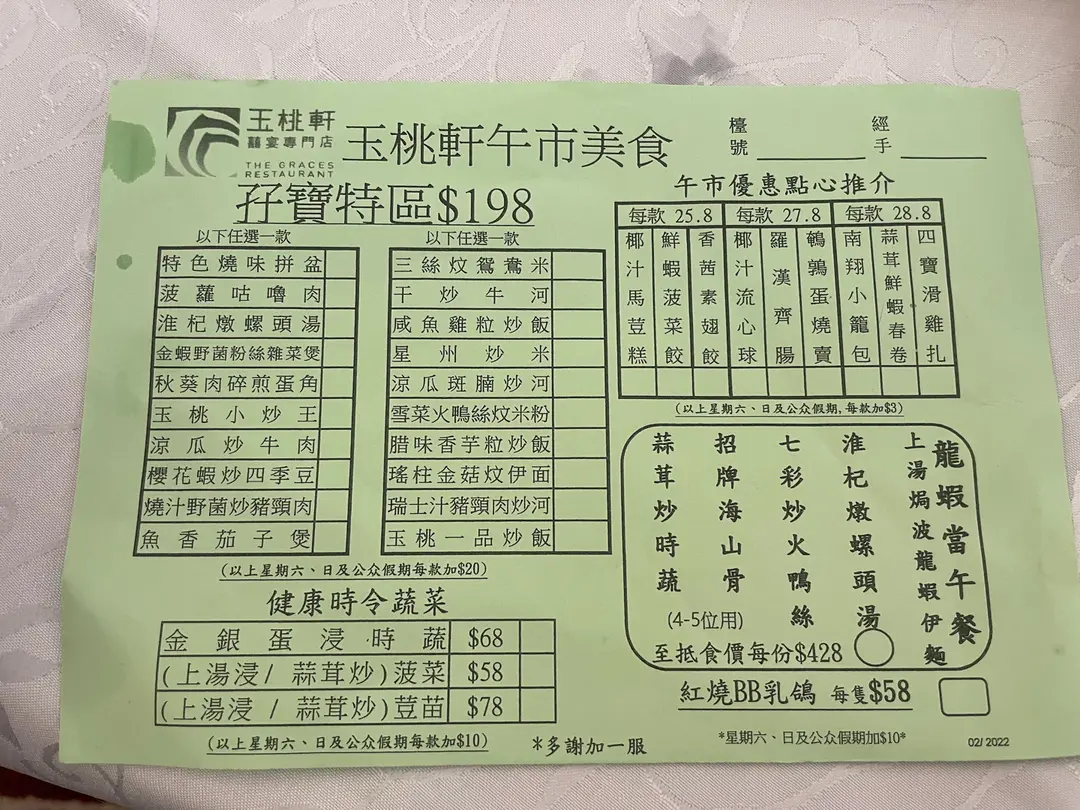 玉桃軒
囍宴專門店
THE GRACES
RESTAURANT
玉桃軒午市美食
檯號
經手
孖寶特區$198
以下任選一款
特色燒味拼盆
菠蘿咕嚕肉
淮杞燉螺頭湯
金蝦野菌粉絲雜菜煲
秋葵肉碎煎蛋角
玉桃小炒王
涼瓜炒牛肉
櫻花蝦炒四季豆
燒汁野菌炒豬頸肉
魚香茄子煲
以下任選一款
三絲炆鴛鴦米
干炒牛河
咸魚雞粒炒飯
星州炒米
涼瓜斑腩炒河
雪菜火鴨絲炆米粉
腊味香芋粒炒飯
瑤柱金菇炆伊面
瑞士汁豬頸肉炒河
玉桃一品炒飯
(以上星期六、日及公众假期每款加$20)
健康時令蔬菜
金銀蛋浸時蔬 $68
(上湯浸/ 蒜茸炒)菠菜 $58
(上湯浸 / 蒜茸炒)荳苗 $78
(以上星期六、日及公众假期每款加$10)
*多謝加一服
午市優惠點心推介
每款 25.8
每款 27.8
每款 28.8
椰汁馬荳糕
鮮蝦菠菜餃
香茜素翅餃
椰汁流心球
羅漢齊腸
鵪鶉蛋燒賣
南翔小籠包
蒜茸鮮蝦春卷
四寶滑雞扎
(以上星期六、日及公众假期,每款加$3)
龍蝦當午餐
上湯焗波龍蝦伊麵
淮杞燉螺頭湯
七彩炒火鴨絲
招牌海山骨
蒜茸炒時蔬
(4-5位用)
至抵食價每份$428
紅燒BB乳鴿 每隻$58
*星期六、日及公众假期加$10*
02/ 2022